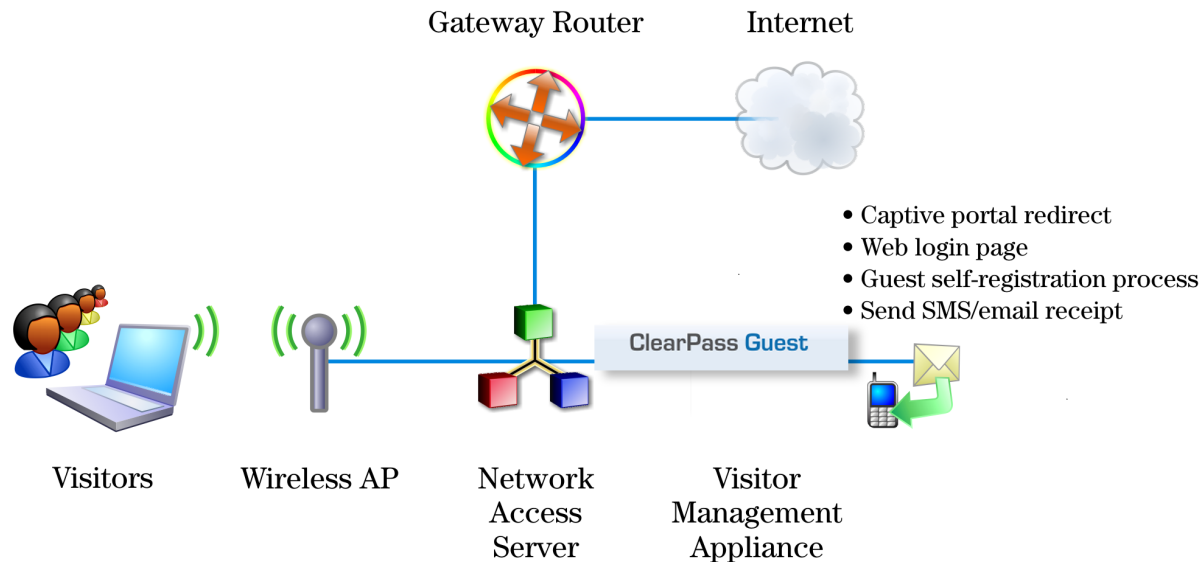 Gateway Router
Internet
• Captive portal redirect
• Web login page
• Guest self-registration process
• Send SMS/email receipt
ClearPass Guest
Visitors
Wireless AP
Network
Access
Server
Visitor
Management
Appliance